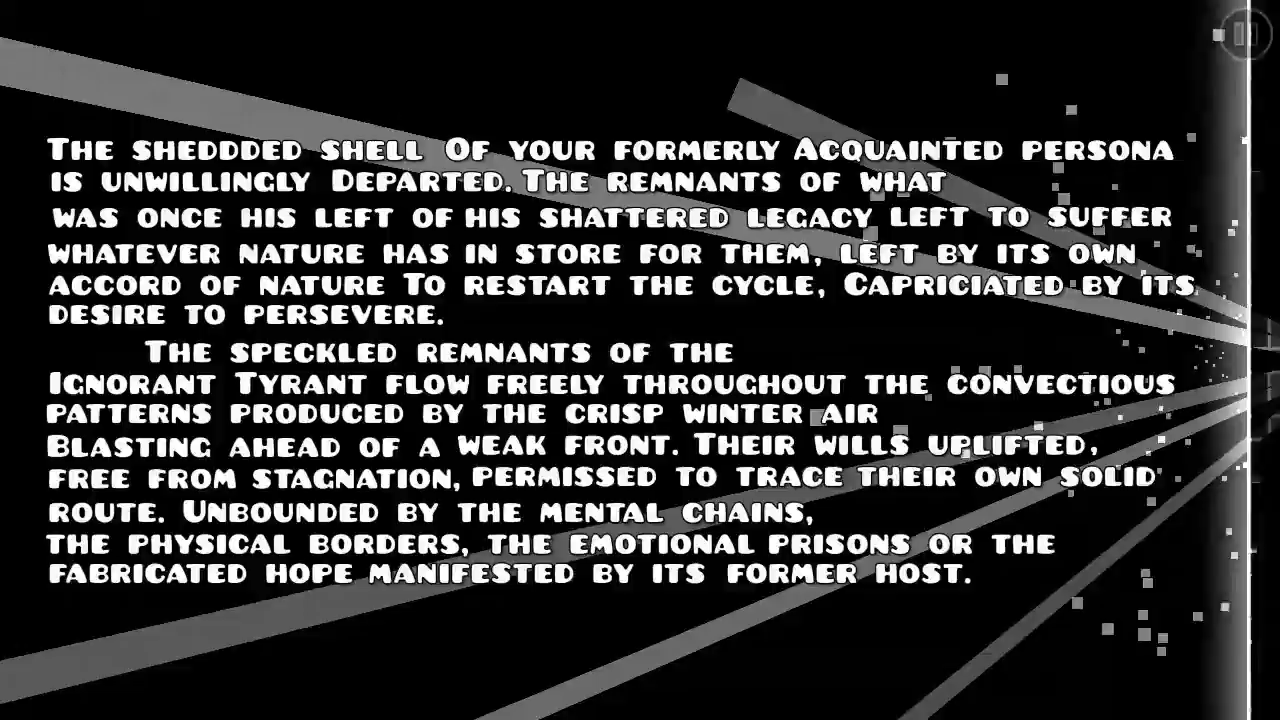 The sheddded shell Of your formerly Acquainted persona
is unwillingly Departed. The remnants of what
was once his left of his shattered legacy left to suffer
whatever nature has in store for them, left by its own
accord of nature To restart the cycle, Capriciated by its
desire to persevere.
The speckled remnants of the
Ignorant Tyrant flow freely throughout the convectious
patterns produced by the crisp winter air
Blasting ahead of a weak front. Their wills uplifted,
free from stagnation, permissed to trace their own solid
route. Unbounded by the mental chains,
the physical borders, the emotional prisons or the
fabricated hope manifested by its former host.